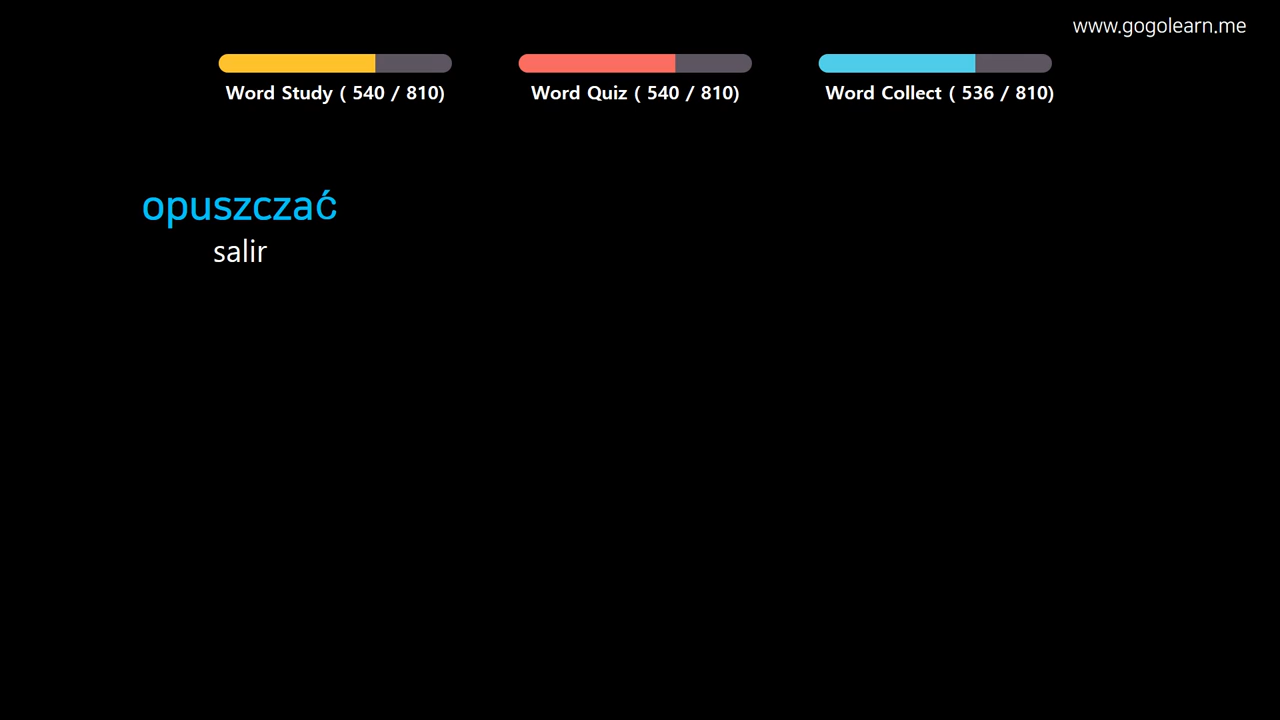 www.gogolearn.me
Word Study ( 540 / 810)
Word Quiz ( 540 / 810)
Word Collect ( 536 / 810)
opuszczać
salir